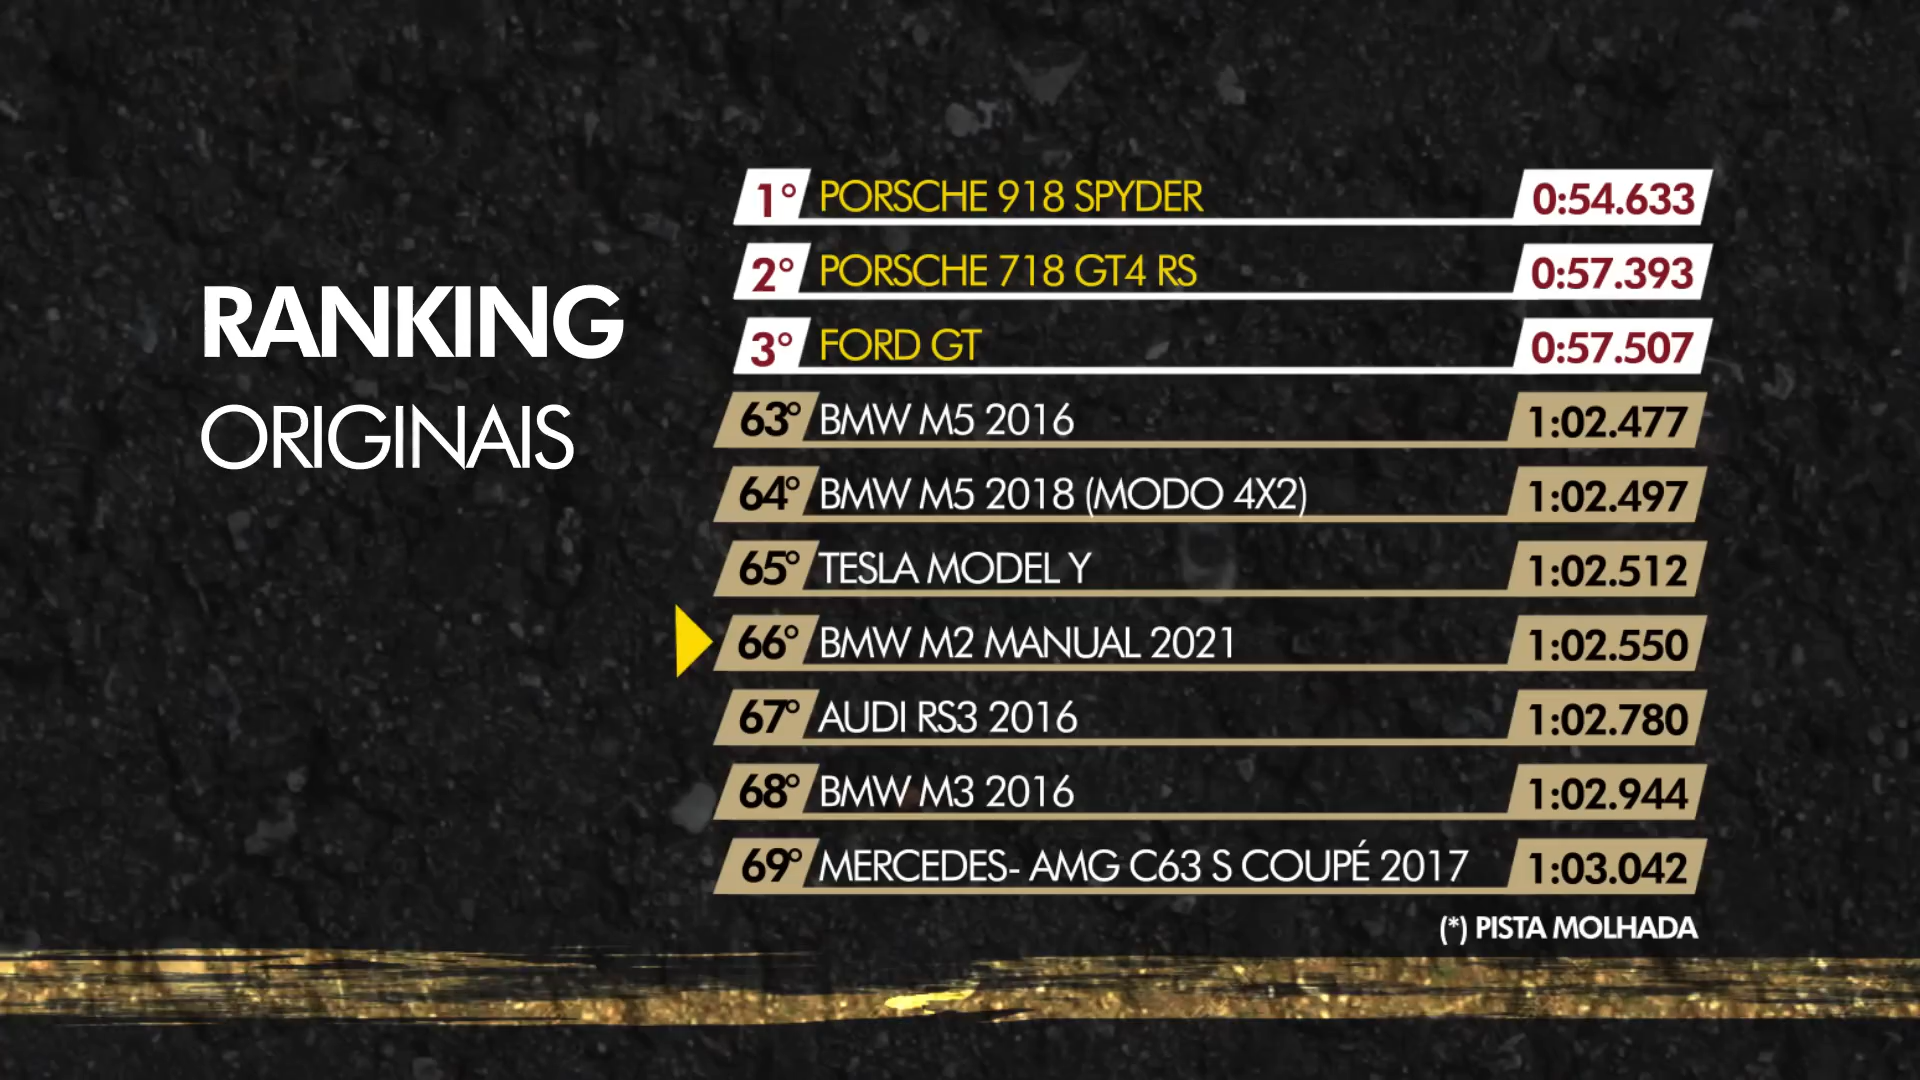 RANKING
ORIGINAIS
1° PORSCHE 918 SPYDER 0:54.633
2° PORSCHE 718 GT4 RS 0:57.393
3° FORD GT 0:57.507
63° BMW M5 2016 1:02.477
64° BMW M5 2018 (MODO 4X2) 1:02.497
65° TESLA MODEL Y 1:02.512
66° BMW M2 MANUAL 2021 1:02.550
67° AUDI RS3 2016 1:02.780
68° BMW M3 2016 1:02.944
69° MERCEDES- AMG C63 S COUPÉ 2017 1:03.042
(*) PISTA MOLHADA